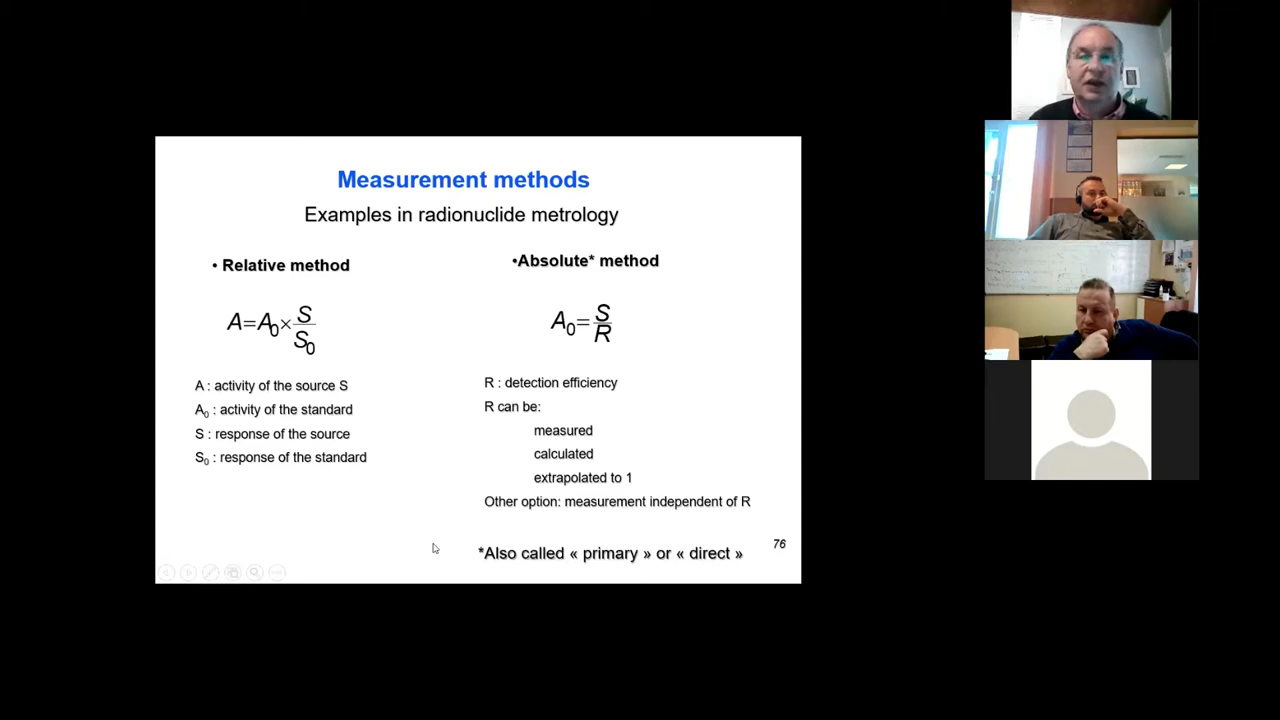 Measurement methods
Examples in radionuclide metrology
• Relative method
A=A₀×S/S₀
A : activity of the source S
A₀ : activity of the standard
S : response of the source
S₀ : response of the standard
•Absolute* method
A₀=S/R
R : detection efficiency
R can be:
measured
calculated
extrapolated to 1
Other option: measurement independent of R
*Also called « primary » or « direct »
76